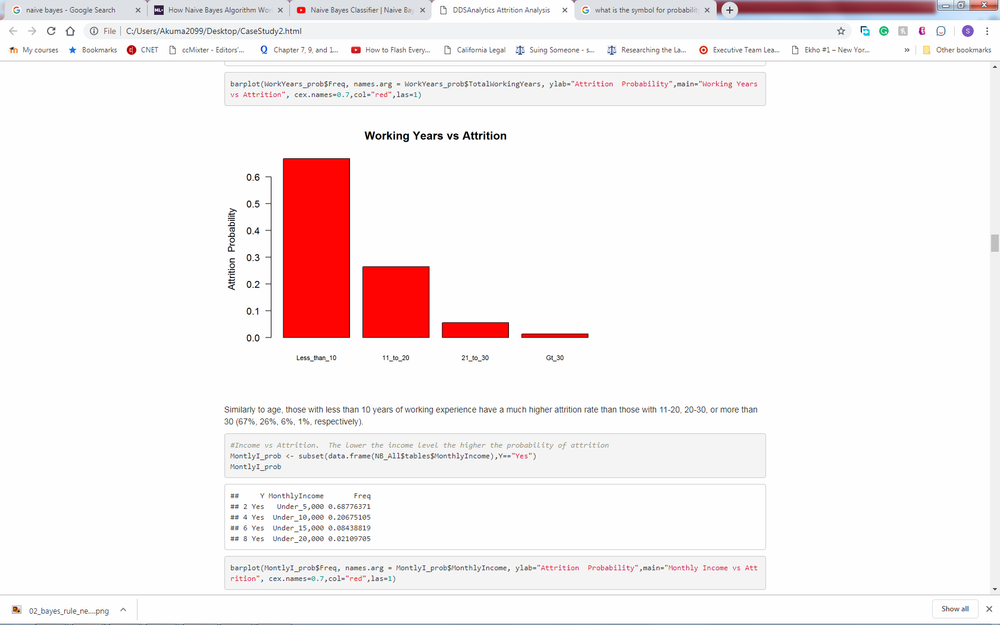 naive bayes - Google Search
How Naive Bayes Algorithm Wor
Naive Bayes Classifier | Naive Bay
DDSAnalytics Attrition Analysis
what is the symbol for probabilit
File
C:/Users/Akuma2099/Desktop/CaseStudy2.html
My courses
Bookmarks
CNET
ccMixter - Editors'...
Chapter 7, 9, and 1...
How to Flash Every...
California Legal
Suing Someone - s...
Researching the La...
Executive Team Lea...
Ekho #1 – New Yor...
»
Other bookmarks
barplot(WorkYears_prob$Freq, names.arg = WorkYears_prob$TotalWorkingYears, ylab="Attrition  Probability",main="Working Years
vs Attrition", cex.names=0.7,col="red",las=1)
Working Years vs Attrition
Attrition  Probability
0.6
0.5
0.4
0.3
0.2
0.1
0.0
Less_than_10
11_to_20
21_to_30
Gt_30
Similarly to age, those with less than 10 years of working experience have a much higher attrition rate than those with 11-20, 20-30, or more than
30 (67%, 26%, 6%, 1%, respectively).
#Income vs Attrition.  The lower the income level the higher the probability of attrition
MontlyI_prob <- subset(data.frame(NB_All$tables$MonthlyIncome),Y=="Yes")
MontlyI_prob
##     Y MonthlyIncome       Freq
## 2 Yes   Under_5,000 0.68776371
## 4 Yes  Under_10,000 0.20675105
## 6 Yes  Under_15,000 0.08438819
## 8 Yes  Under_20,000 0.02109705
barplot(MontlyI_prob$Freq, names.arg = MontlyI_prob$MonthlyIncome, ylab="Attrition  Probability",main="Monthly Income vs Att
rition", cex.names=0.7,col="red",las=1)
02_bayes_rule_ne....png
Show all